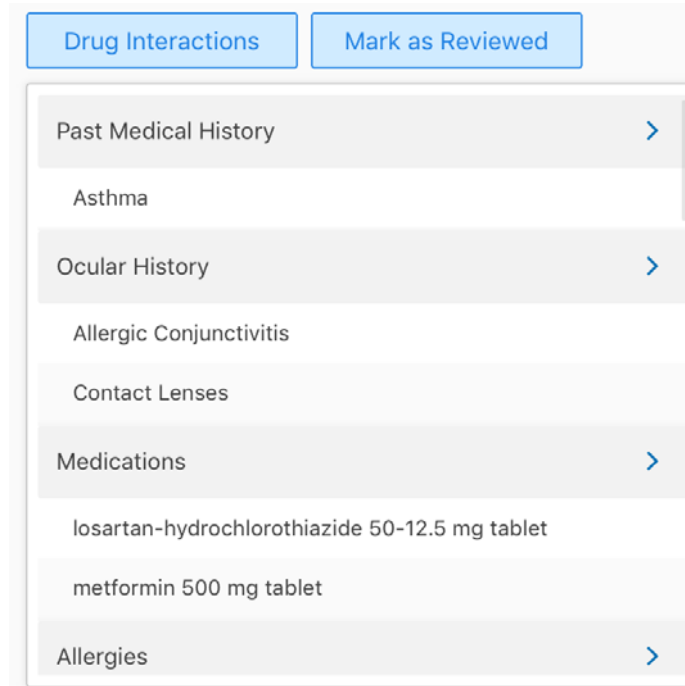 Drug Interactions Mark as Reviewed
Past Medical History
Asthma
Ocular History
Allergic Conjunctivitis
Contact Lenses
Medications
losartan-hydrochlorothiazide 50-12.5 mg tablet
metformin 500 mg tablet
Allergies